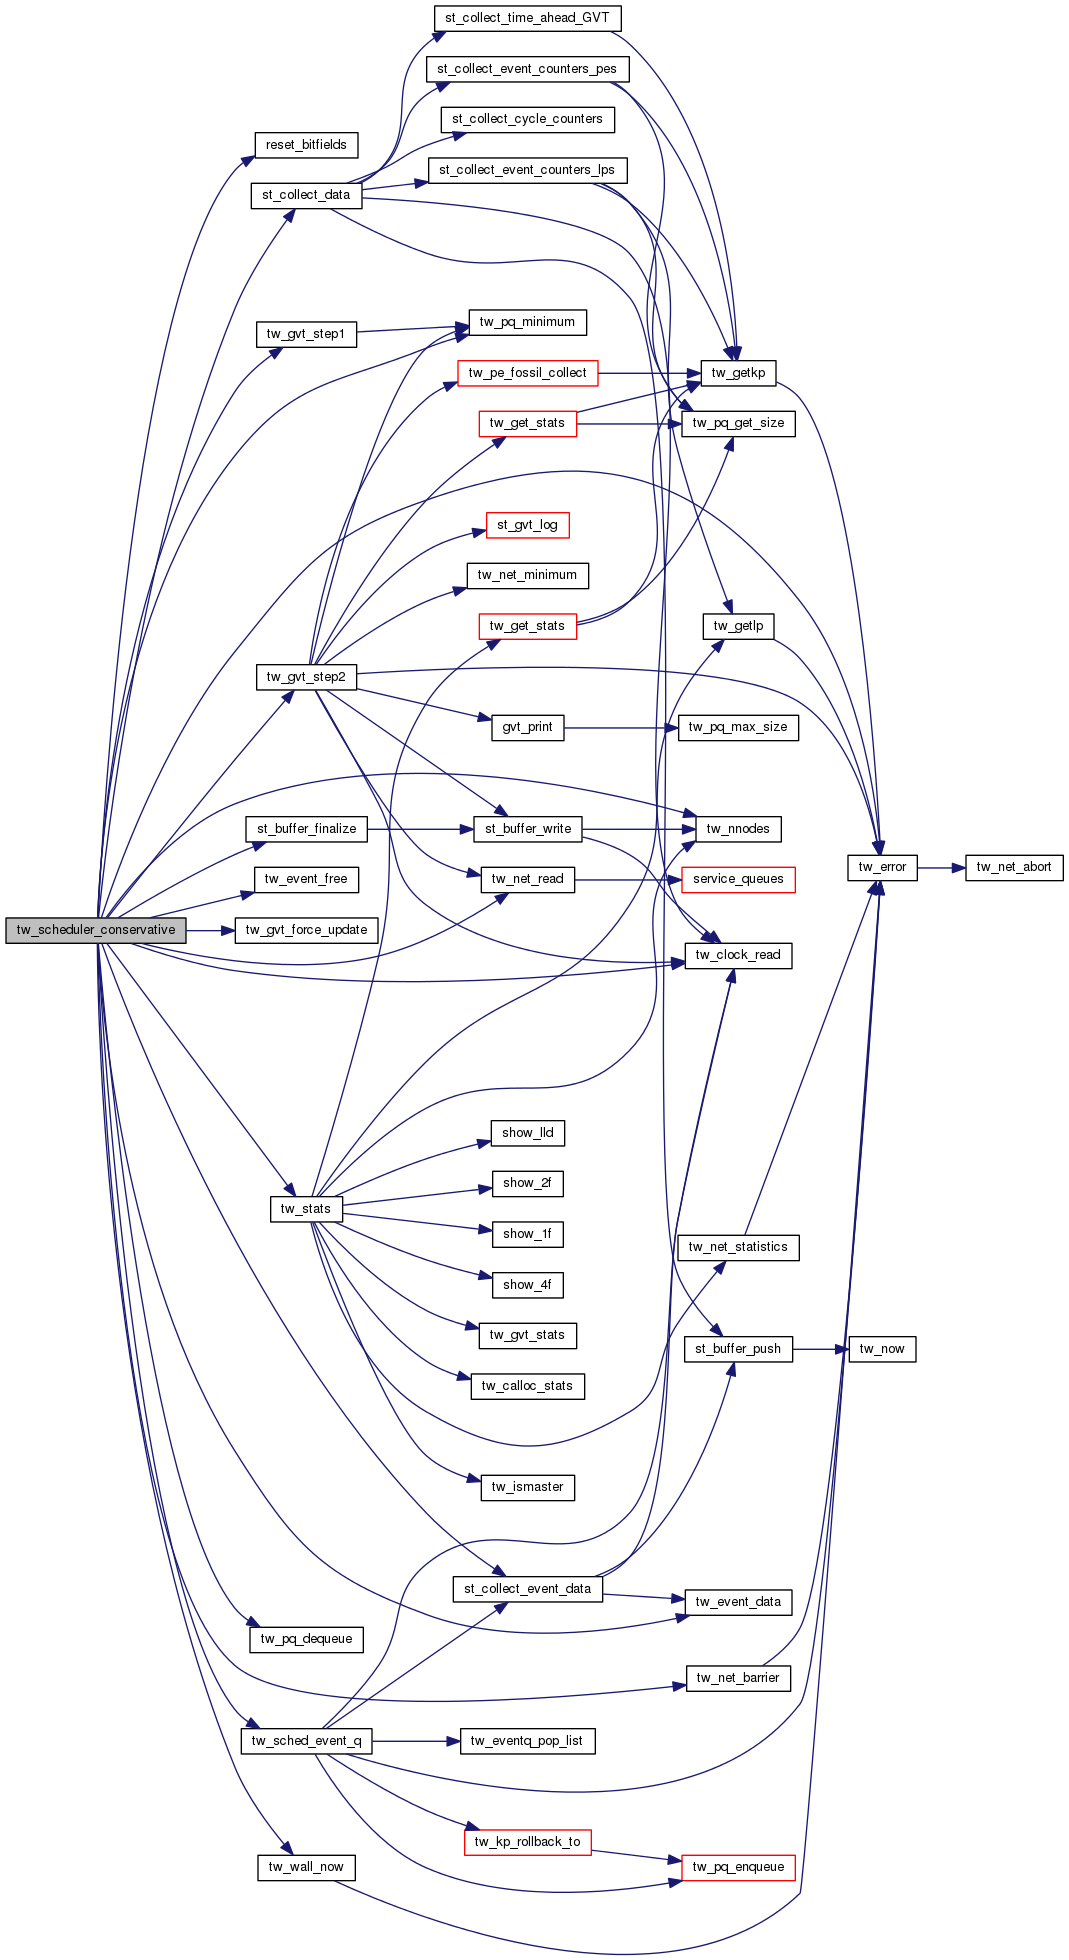 st_collect_time_ahead_GVT
st_collect_event_counters_pes
st_collect_cycle_counters
reset_bitfields
st_collect_event_counters_lps
st_collect_data
tw_pq_minimum
tw_gvt_step1
tw_pe_fossil_collect
tw_getkp
tw_get_stats
tw_pq_get_size
st_gvt_log
tw_net_minimum
tw_get_stats
tw_getlp
tw_gvt_step2
gvt_print
tw_pq_max_size
st_buffer_finalize
st_buffer_write
tw_nnodes
tw_error
tw_net_abort
tw_event_free
tw_net_read
service_queues
tw_scheduler_conservative
tw_gvt_force_update
tw_clock_read
show_lld
show_2f
tw_stats
show_1f
tw_net_statistics
show_4f
tw_gvt_stats
st_buffer_push
tw_now
tw_calloc_stats
tw_ismaster
st_collect_event_data
tw_event_data
tw_pq_dequeue
tw_net_barrier
tw_sched_event_q
tw_eventq_pop_list
tw_kp_rollback_to
tw_wall_now
tw_pq_enqueue